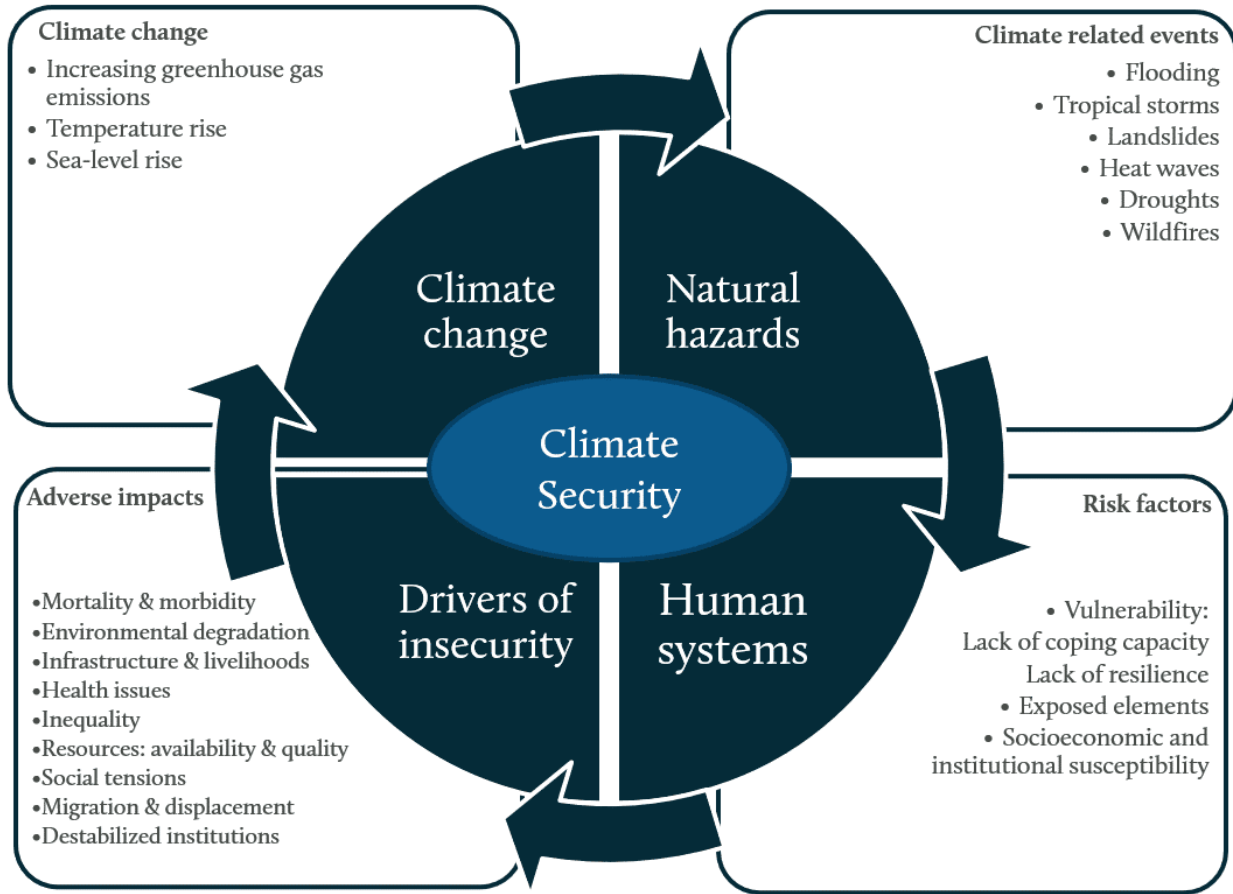 Climate change
• Increasing greenhouse gas
emissions
• Temperature rise
• Sea-level rise
Climate related events
• Flooding
• Tropical storms
• Landslides
• Heat waves
• Droughts
• Wildfires
Climate
change
Natural
hazards
Climate
Security
Drivers of
insecurity
Human
systems
Adverse impacts
•Mortality & morbidity
•Environmental degradation
•Infrastructure & livelihoods
•Health issues
•Inequality
•Resources: availability & quality
•Social tensions
•Migration & displacement
•Destabilized institutions
Risk factors
• Vulnerability:
Lack of coping capacity
Lack of resilience
• Exposed elements
• Socioeconomic and
institutional susceptibility